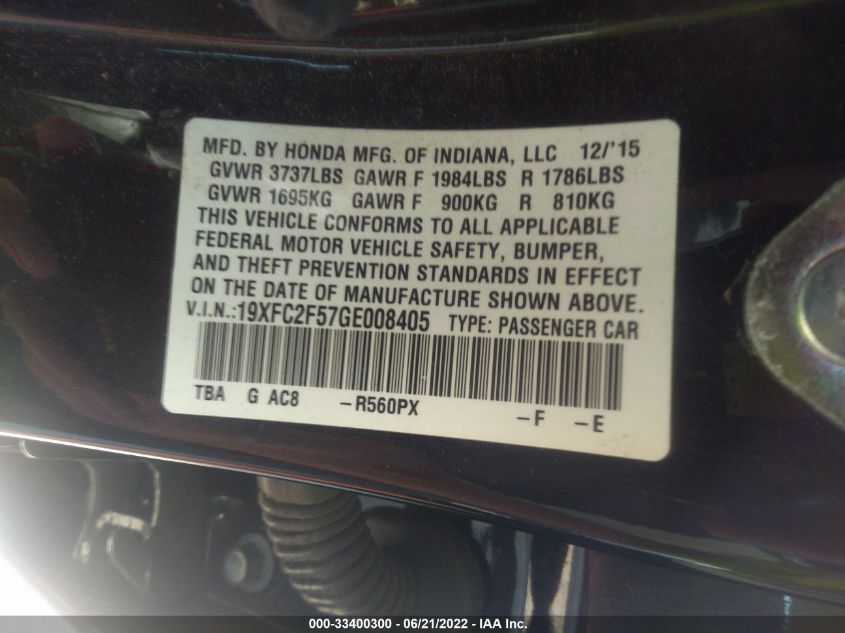 MFD. BY HONDA MFG. OF INDIANA, LLC 12/'15
GVWR 3737LBS GAWR F 1984LBS R 1786LBS
GVWR 1695KG GAWR F 900KG R 810KG
THIS VEHICLE CONFORMS TO ALL APPLICABLE
FEDERAL MOTOR VEHICLE SAFETY, BUMPER,
AND THEFT PREVENTION STANDARDS IN EFFECT
ON THE DATE OF MANUFACTURE SHOWN ABOVE.
V.I.N.:19XFC2F57GE008405 TYPE: PASSENGER CAR
TBA G AC8 –R560PX –F –E
000-33400300 - 06/21/2022 - IAA Inc.